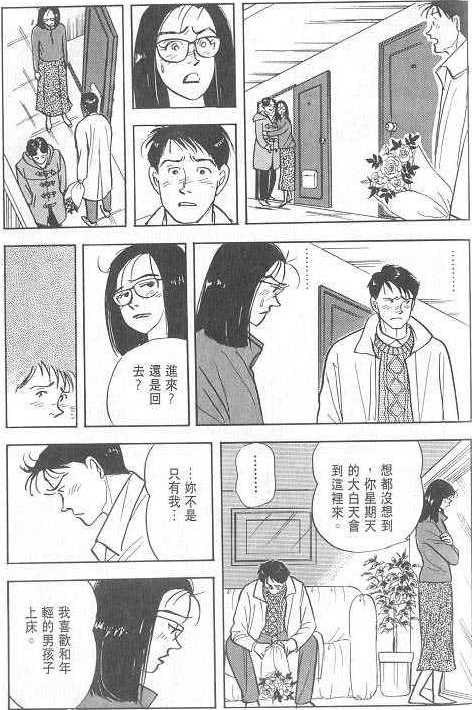 ⋯⋯⋯
⋯⋯⋯
進來?
還是回
去?
想都沒想到
,你星期天
的大白天會
到這裡來。
⋯⋯⋯
⋯妳不是
只有我⋯
我喜歡和年
輕的男孩子
上床。